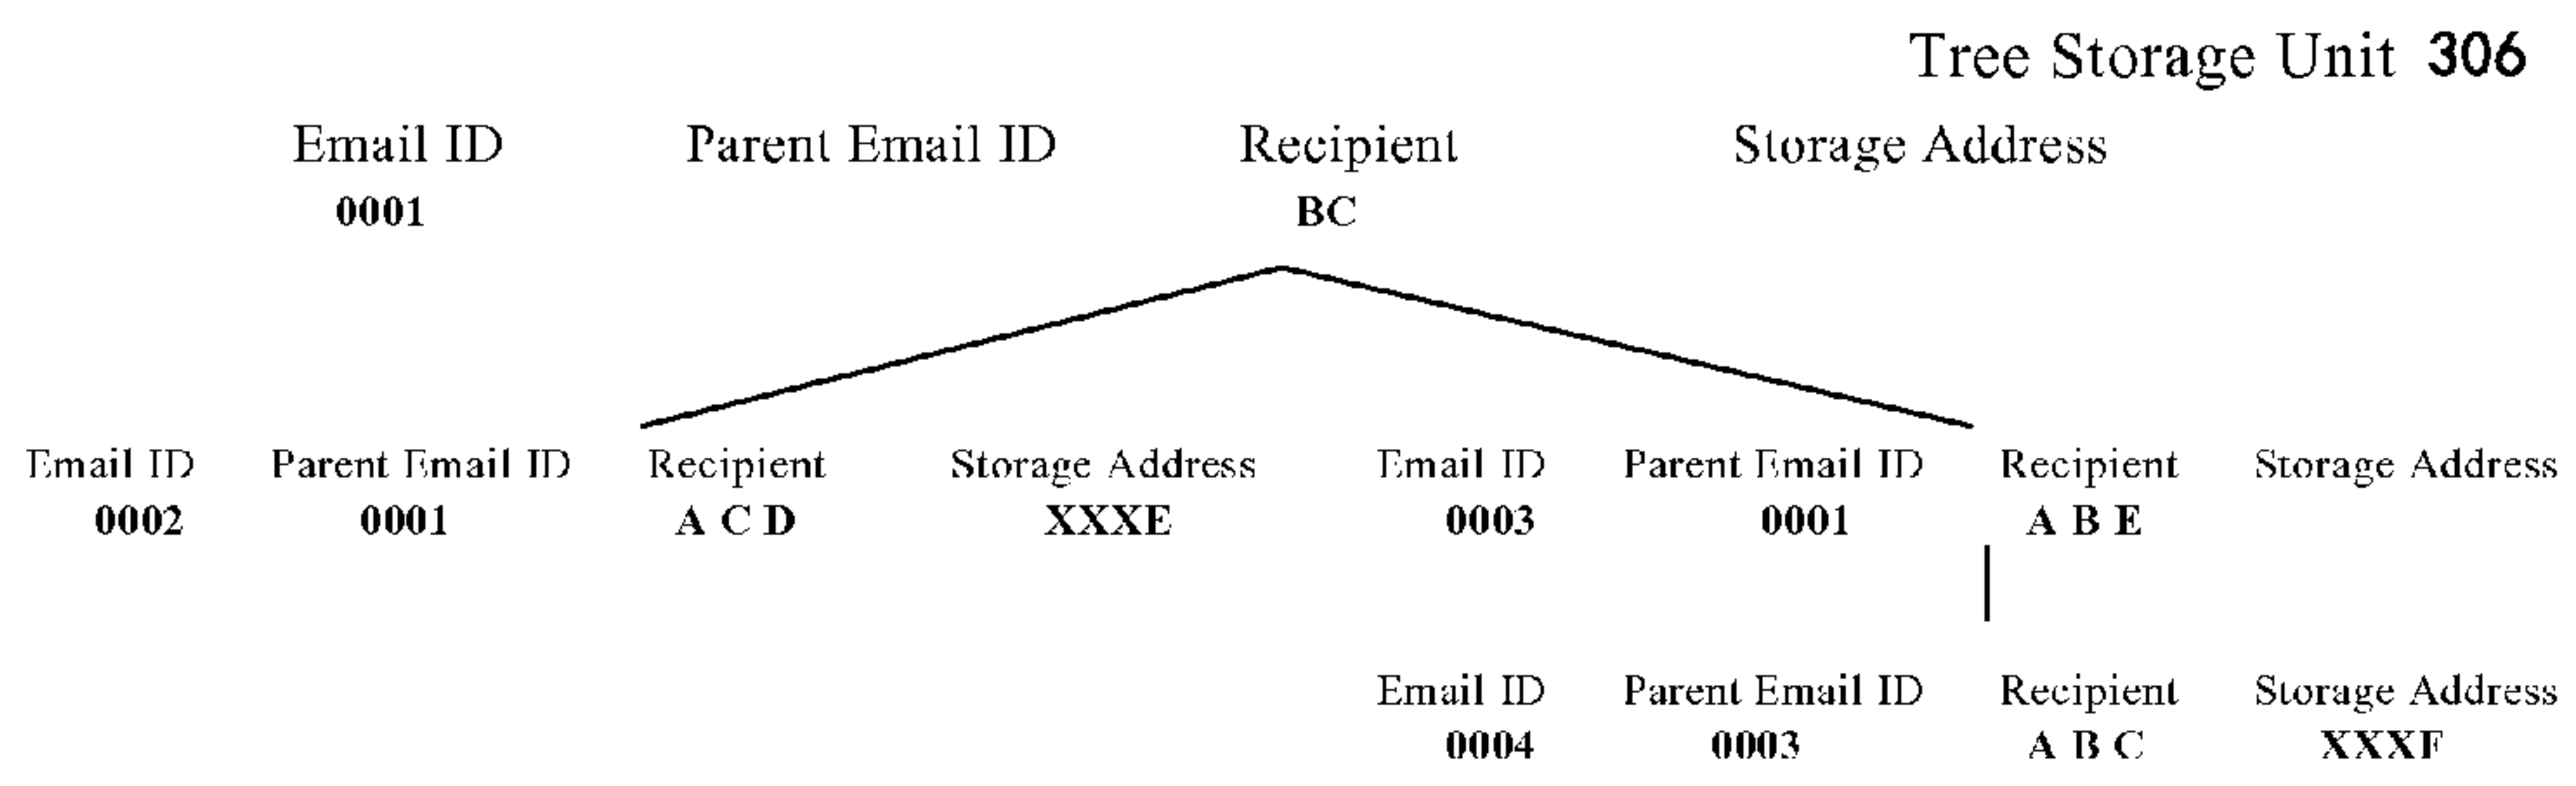 Tree Storage Unit 306
Email ID Parent Email ID Recipient Storage Address
0001 BC
Email ID Parent Email ID Recipient Storage Address Email ID Parent Email ID Recipient Storage Address
0002 0001 A C D XXXE 0003 0001 A B E
Email ID Parent Email ID Recipient Storage Address
0004 0003 A B C XXXF